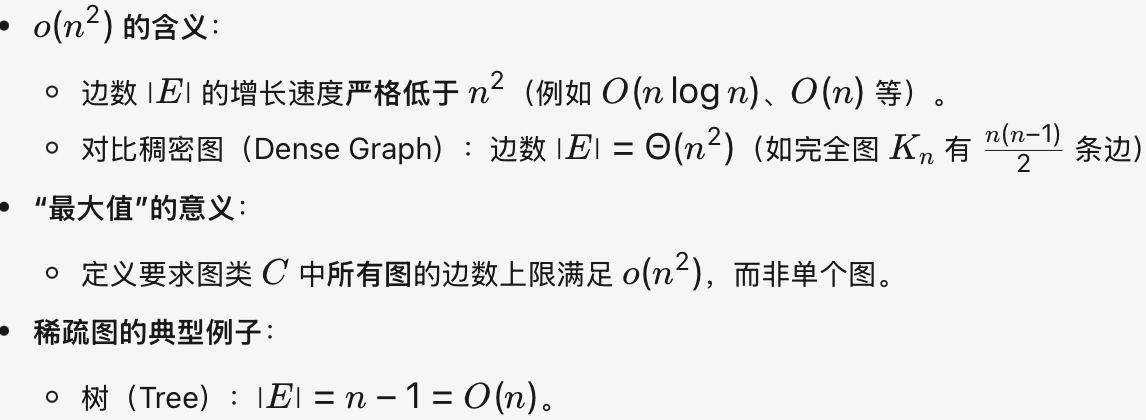 • o(n²) 的含义：
◦ 边数 |E| 的增长速度严格低于 n²（例如 O(n log n)、O(n) 等）。
◦ 对比稠密图（Dense Graph）：边数 |E| = Θ(n²)（如完全图 Kₙ 有 n(n−1)/2 条边）
• “最大值”的意义：
◦ 定义要求图类 C 中所有图的边数上限满足 o(n²)，而非单个图。
• 稀疏图的典型例子：
◦ 树（Tree）：|E| = n − 1 = O(n)。